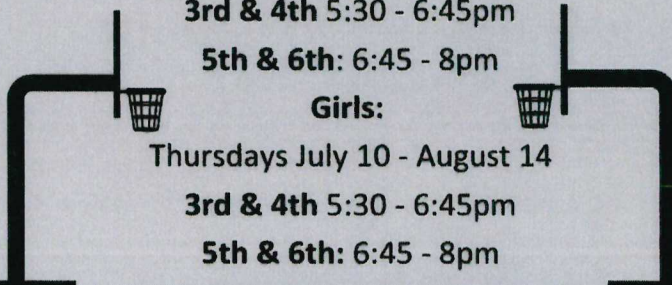 3rd & 4th 5:30 - 6:45pm
5th & 6th: 6:45 - 8pm
Girls:
Thursdays July 10 - August 14
3rd & 4th 5:30 - 6:45pm
5th & 6th: 6:45 - 8pm